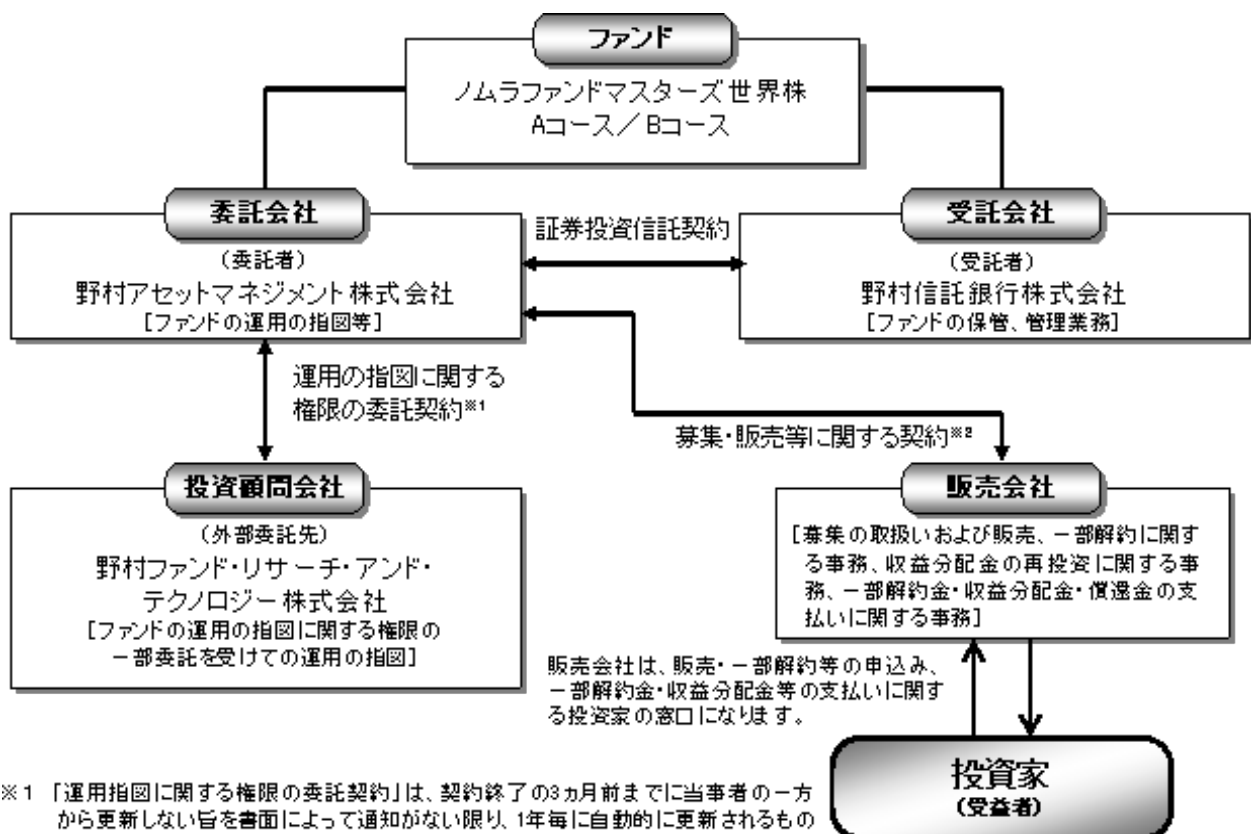 ファンド
ノムラファンドマスターズ世界株
Aコース／Bコース
委託会社
（委託者）
野村アセットマネジメント株式会社
［ファンドの運用の指図等］
証券投資信託契約
受託会社
（受託者）
野村信託銀行株式会社
［ファンドの保管、管理業務］
運用の指図に関する
権限の委託契約※1
募集・販売等に関する契約※2
投資顧問会社
（外部委託先）
野村ファンド・リサーチ・アンド・
テクノロジー株式会社
［ファンドの運用の指図に関する権限の
一部委託を受けての運用の指図］
販売会社
［募集の取扱いおよび販売、一部解約に関す
る事務、収益分配金の再投資に関する事
務、一部解約金・収益分配金・償還金の支
払いに関する事務］
販売会社は、販売・一部解約等の申込み、
一部解約金・収益分配金等の支払いに関す
る投資家の窓口になります。
投資家
（受益者）
※1 「運用指図に関する権限の委託契約」は、契約終了の3ヵ月前までに当事者の一方
から更新しない旨を書面によって通知がない限り、1年毎に自動的に更新されるもの